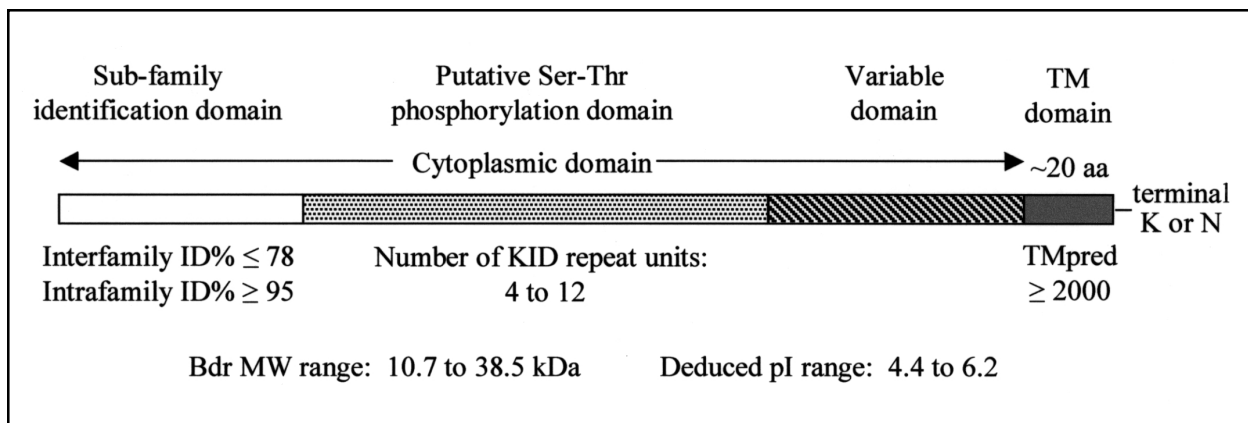 Sub-family
identification domain
Putative Ser-Thr
phosphorylation domain
Variable
domain
TM
domain
Cytoplasmic domain
~20 aa
terminal
K or N
Interfamily ID% ≤ 78
Intrafamily ID% ≥ 95
Number of KID repeat units:
4 to 12
TMpred
≥ 2000
Bdr MW range: 10.7 to 38.5 kDa
Deduced pI range: 4.4 to 6.2